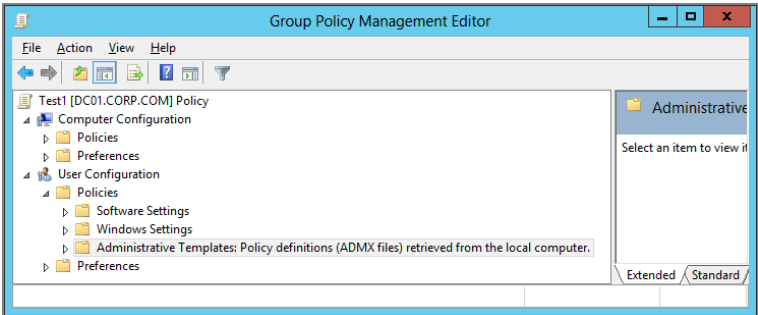 Group Policy Management Editor
File Action View Help
Test1 [DC01.CORP.COM] Policy
Computer Configuration
Policies
Preferences
User Configuration
Policies
Software Settings
Windows Settings
Administrative Templates: Policy definitions (ADMX files) retrieved from the local computer.
Preferences
Administrative
Select an item to view it
Extended Standard